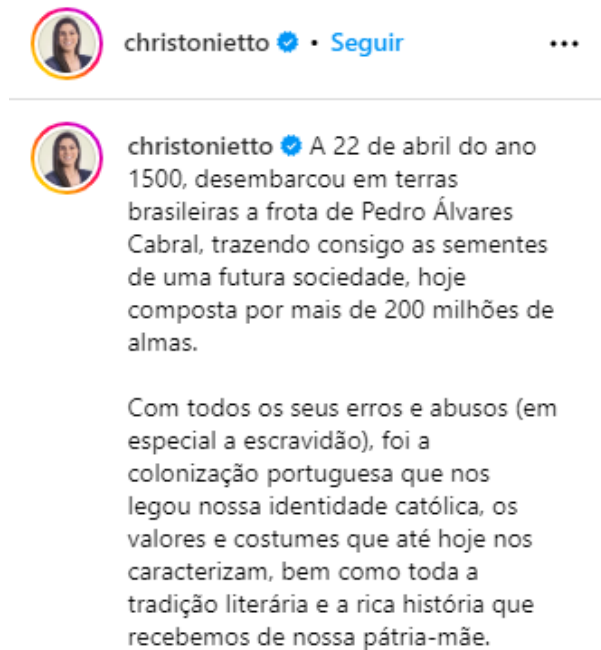 christonietto • Seguir
christonietto A 22 de abril do ano
1500, desembarcou em terras
brasileiras a frota de Pedro Álvares
Cabral, trazendo consigo as sementes
de uma futura sociedade, hoje
composta por mais de 200 milhões de
almas.
Com todos os seus erros e abusos (em
especial a escravidão), foi a
colonização portuguesa que nos
legou nossa identidade católica, os
valores e costumes que até hoje nos
caracterizam, bem como toda a
tradição literária e a rica história que
recebemos de nossa pátria-mãe.